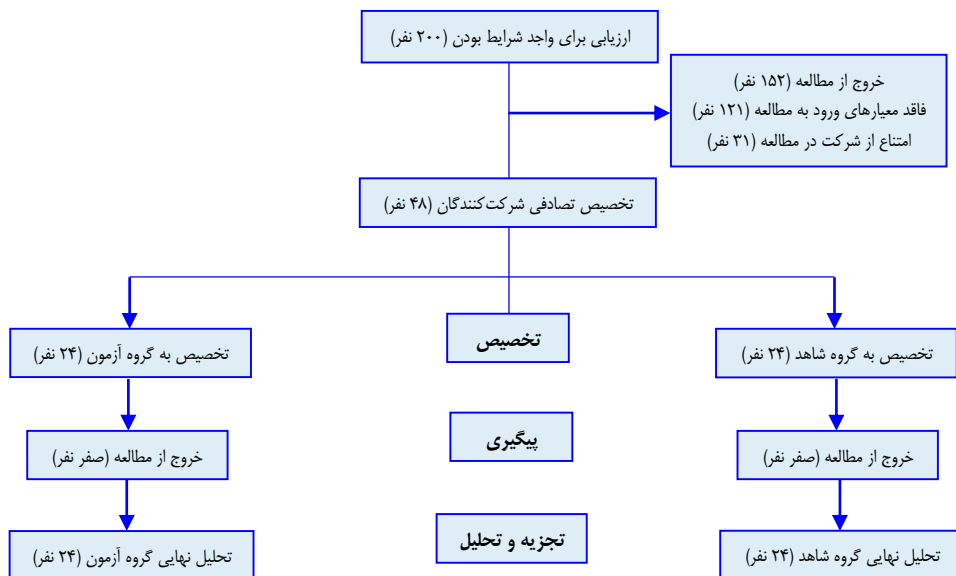 ارزیابی برای واجد شرایط بودن (۲۰۰ نفر)
خروج از مطالعه (۱۵۲ نفر)
فاقد معیارهای ورود به مطالعه (۱۲۱ نفر)
امتناع از شرکت در مطالعه (۳۱ نفر)
تخصیص تصادفی شرکت‌کنندگان (۴۸ نفر)
تخصیص به گروه شاهد (۲۴ نفر)
تخصیص
تخصیص به گروه آزمون (۲۴ نفر)
خروج از مطالعه (صفر نفر)
پیگیری
خروج از مطالعه (صفر نفر)
تحلیل نهایی گروه شاهد (۲۴ نفر)
تجزیه و تحلیل
تحلیل نهایی گروه آزمون (۲۴ نفر)